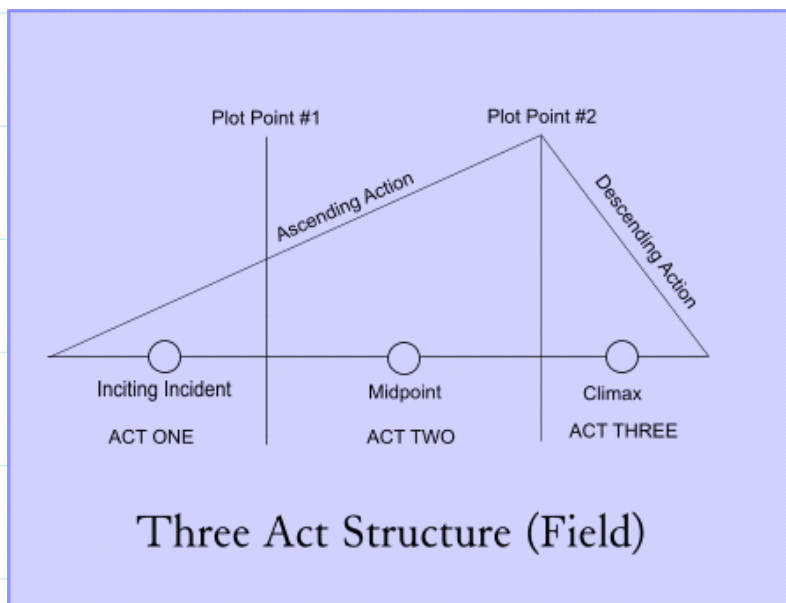 Plot Point #1
Plot Point #2
Ascending Action
Descending Action
Inciting Incident
Midpoint
Climax
ACT ONE
ACT TWO
ACT THREE
Three Act Structure (Field)